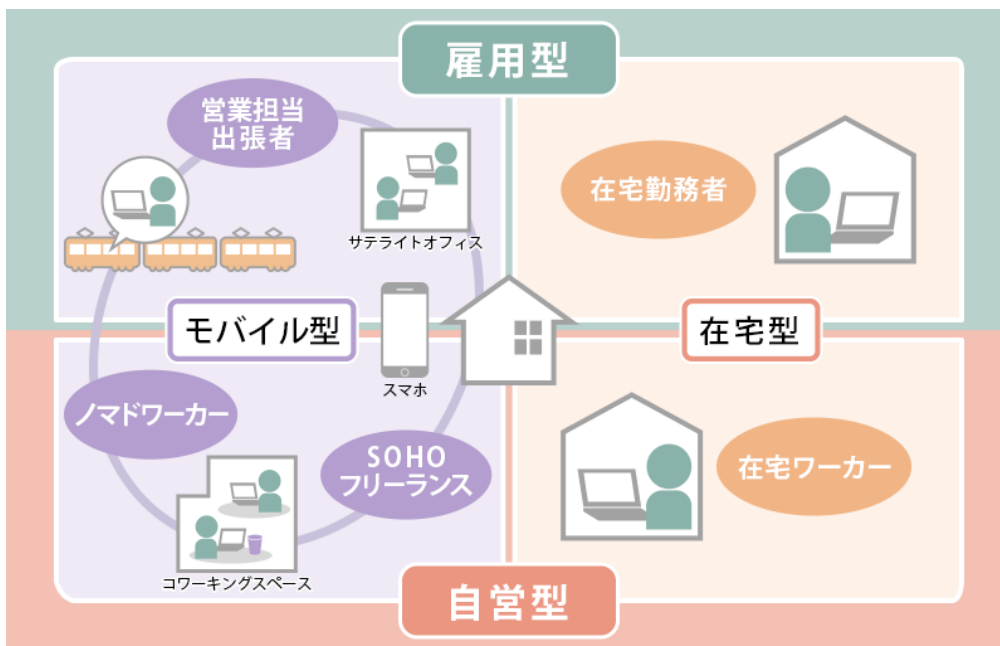 雇用型
営業担当
出張者
サテライトオフィス
在宅勤務者
モバイル型
スマホ
在宅型
ノマドワーカー
SOHO
フリーランス
コワーキングスペース
在宅ワーカー
自営型